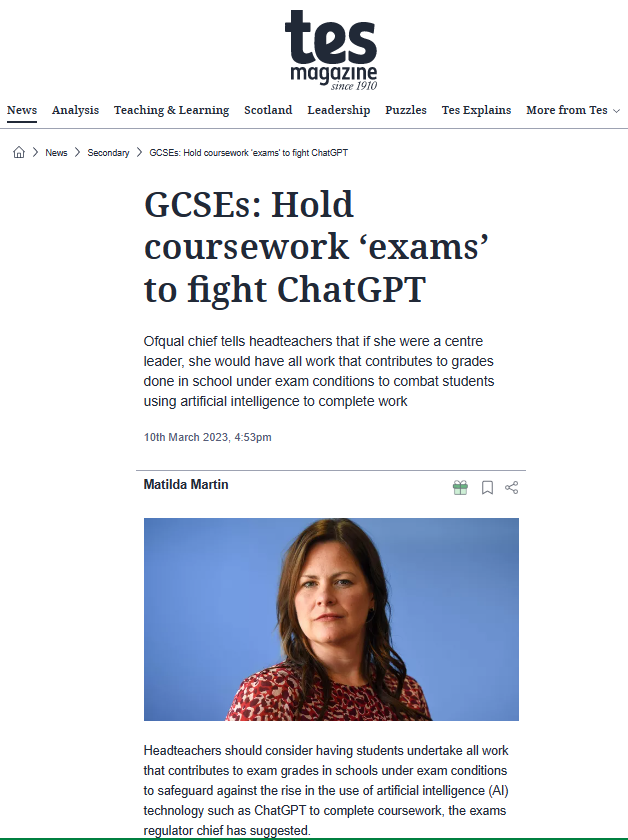 tes
magazine
since 1910
News Analysis Teaching & Learning Scotland Leadership Puzzles Tes Explains More from Tes
News Secondary GCSEs: Hold coursework 'exams' to fight ChatGPT
GCSEs: Hold
coursework ‘exams’
to fight ChatGPT
Ofqual chief tells headteachers that if she were a centre
leader, she would have all work that contributes to grades
done in school under exam conditions to combat students
using artificial intelligence to complete work
10th March 2023, 4:53pm
Matilda Martin
Headteachers should consider having students undertake all work
that contributes to exam grades in schools under exam conditions
to safeguard against the rise in the use of artificial intelligence (AI)
technology such as ChatGPT to complete coursework, the exams
regulator chief has suggested.